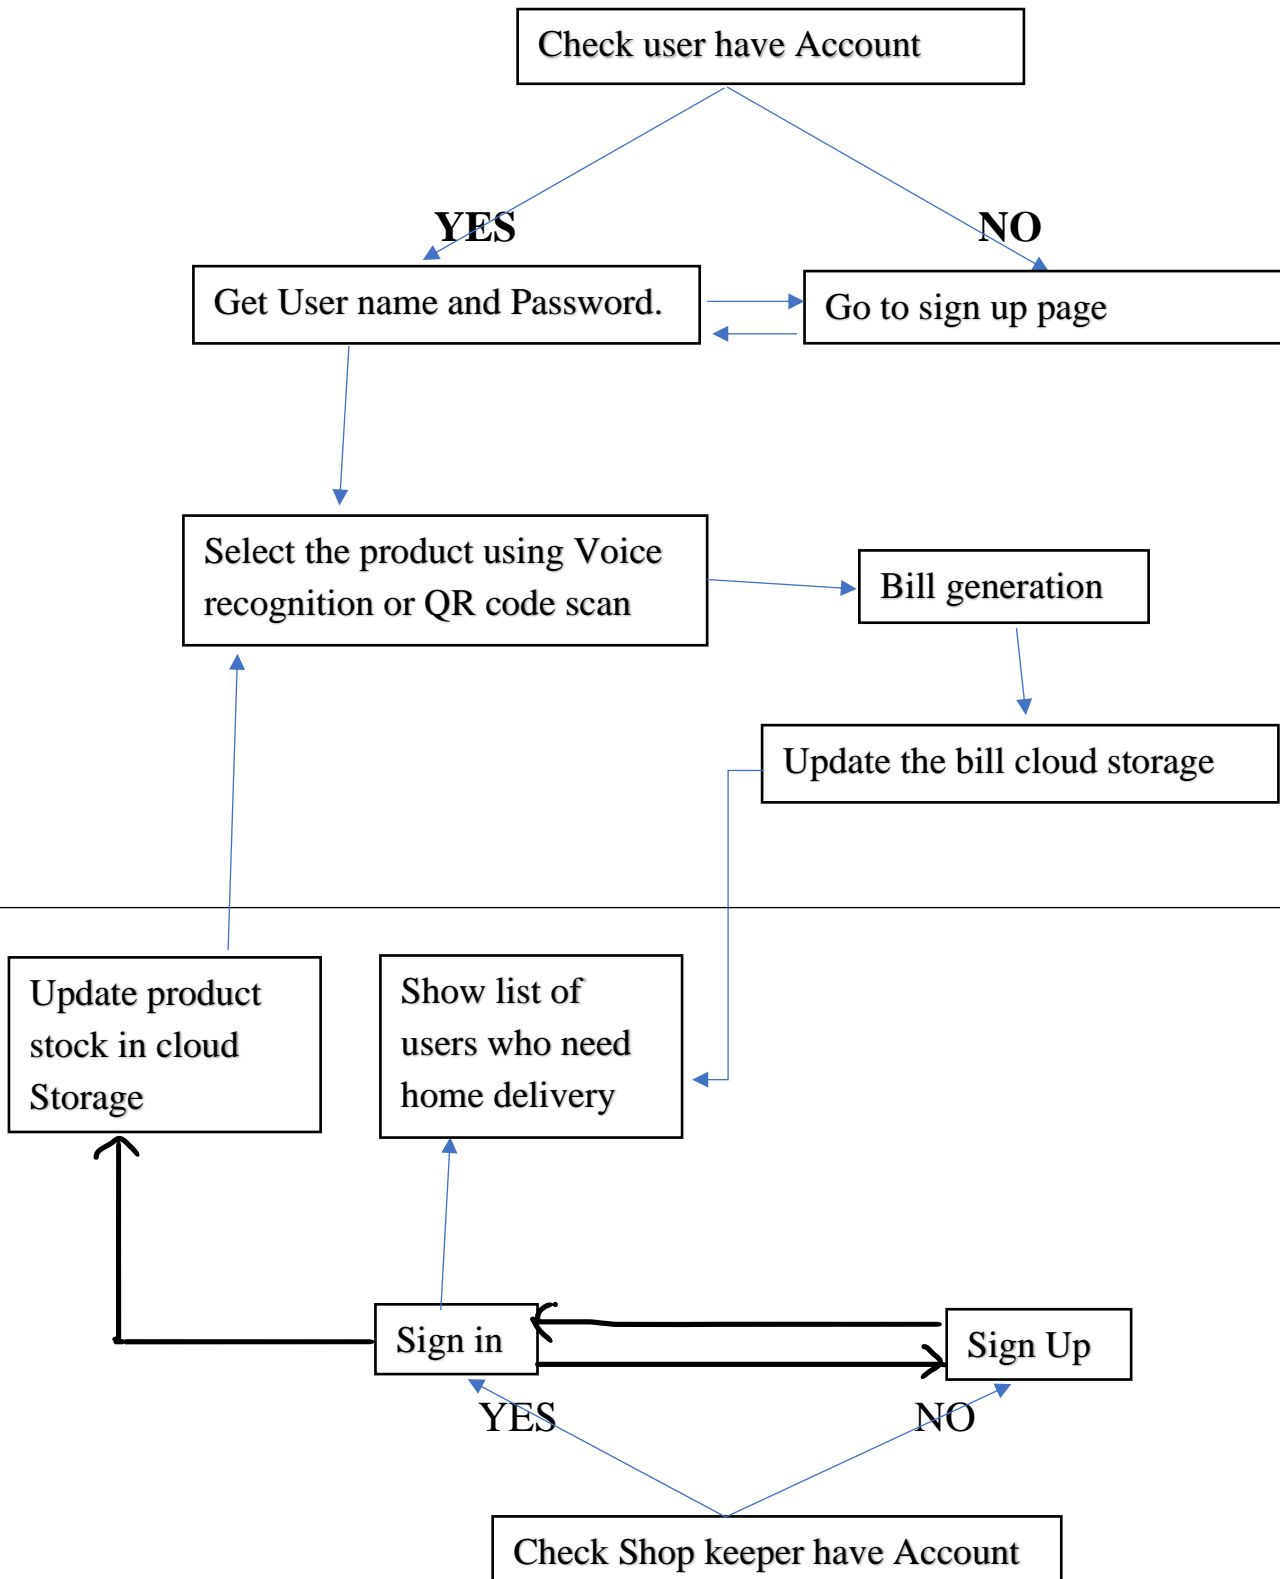 Check user have Account
YES
NO
Get User name and Password.
Go to sign up page
Select the product using Voice
recognition or QR code scan
Bill generation
Update the bill cloud storage
Update product
stock in cloud
Storage
Show list of
users who need
home delivery
Sign in
Sign Up
YES
NO
Check Shop keeper have Account